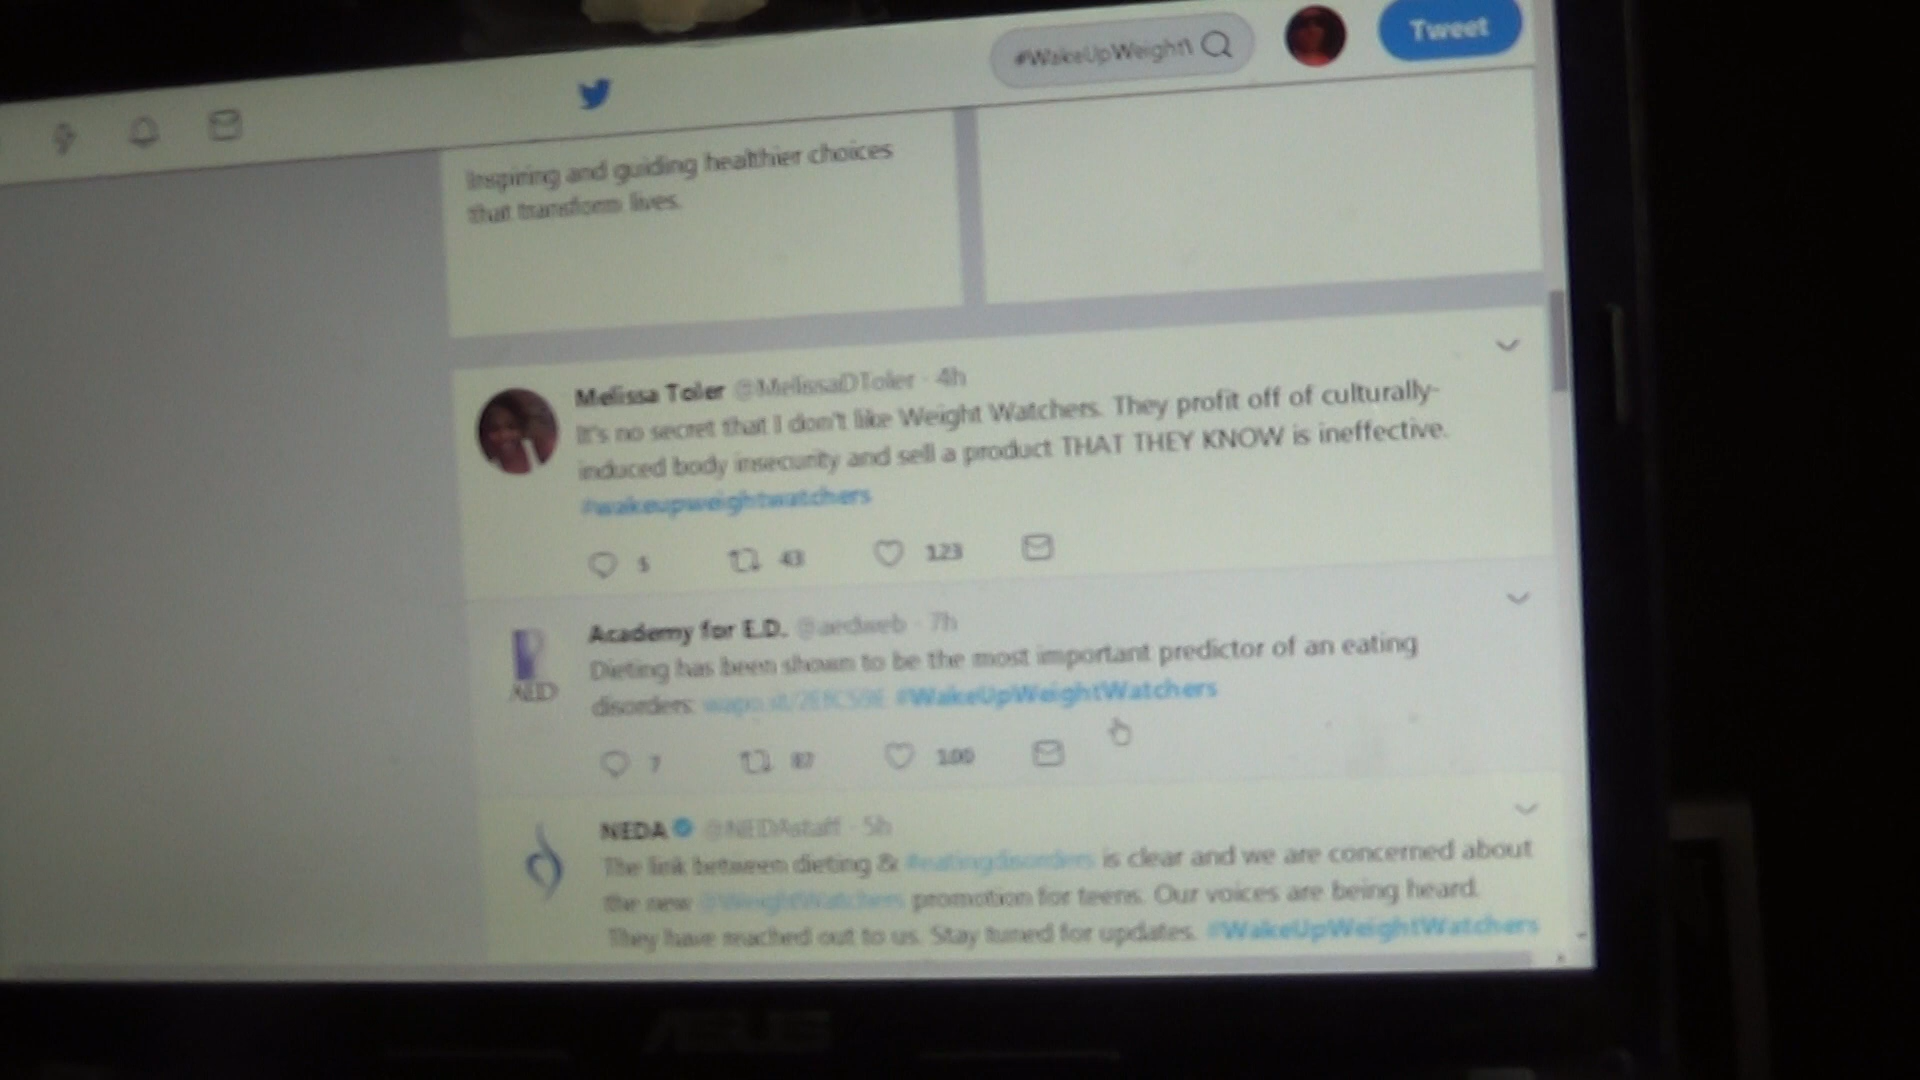 #WakeUpWeightW
Tweet
Inspiring and guiding healthier choices
that transform lives.
Melissa Toler @MelissaDToler · 4h
It's no secret that I don't like Weight Watchers. They profit off of culturally-
induced body insecurity and sell a product THAT THEY KNOW is ineffective.
#wakeupweightwatchers
5 43 123
Academy for E.D. @aedweb · 7h
Dieting has been shown to be the most important predictor of an eating
disorders: #WakeUpWeightWatchers
AED
7 87 100
NEDA @NEDAstaff · 5h
The link between dieting & #eatingdisorders is clear and we are concerned about
the new @WeightWatchers promotion for teens. Our voices are being heard.
They have reached out to us. Stay tuned for updates. #WakeUpWeightWatchers
ASUS